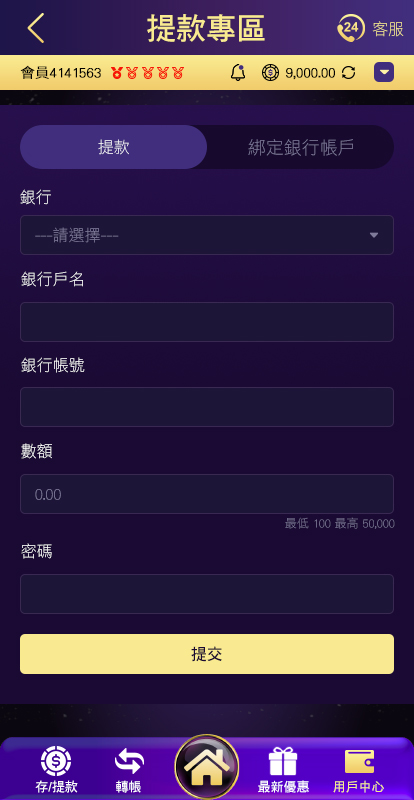 提款專區
24 客服
會員4141563
9,000.00
提款
綁定銀行帳戶
銀行
---請選擇---
銀行戶名
銀行帳號
數額
0.00
最低 100 最高 50,000
密碼
提交
存/提款
轉帳
最新優惠
用戶中心